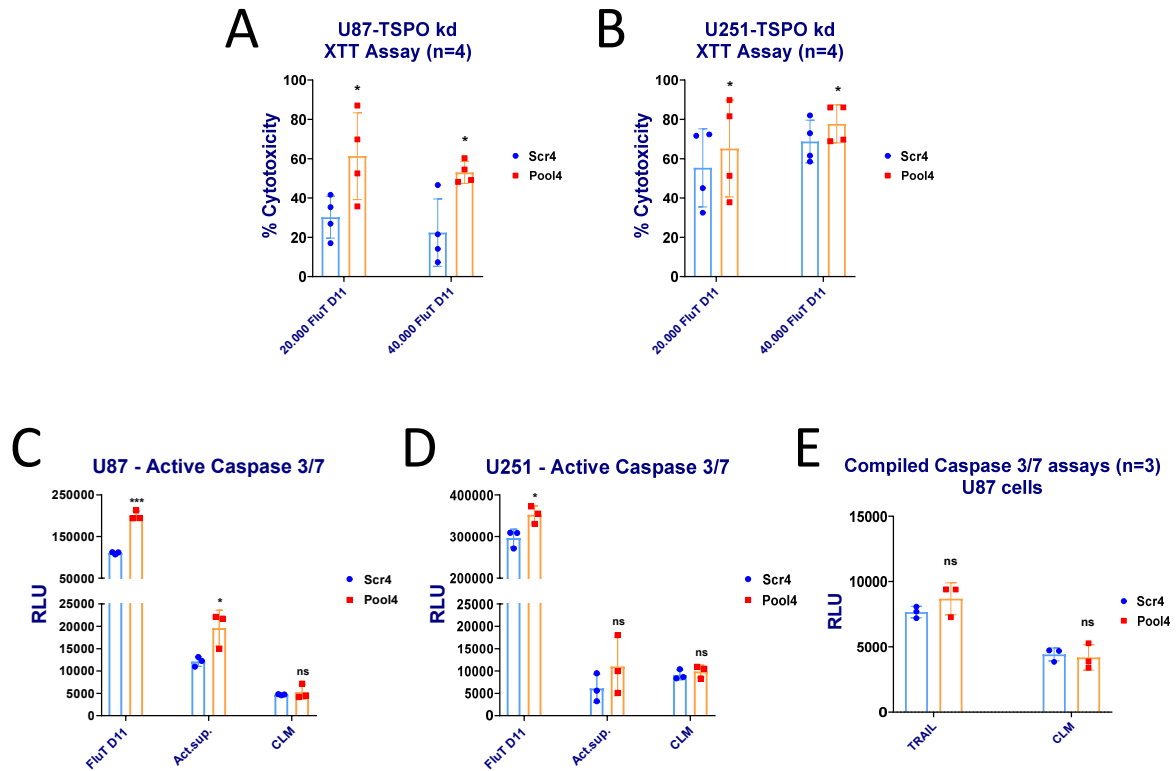 A
U87-TSPO kd
XTT Assay (n=4)
% Cytotoxicity
100
80
60
40
20
0
*
*
20.000 FluT D11
40.000 FluT D11
Scr4
Pool4
B
U251-TSPO kd
XTT Assay (n=4)
% Cytotoxicity
100
80
60
40
20
0
*
*
20.000 FluT D11
40.000 FluT D11
Scr4
Pool4
C
U87 - Active Caspase 3/7
RLU
250000
150000
50000
25000
20000
15000
10000
5000
0
***
*
ns
FluT D11
Act.sup.
CLM
Scr4
Pool4
D
U251 - Active Caspase 3/7
RLU
400000
300000
200000
25000
20000
15000
10000
5000
0
*
ns
ns
FluT D11
Act.sup.
CLM
Scr4
Pool4
E
Compiled Caspase 3/7 assays (n=3)
U87 cells
RLU
15000
10000
5000
0
ns
ns
TRAIL
CLM
Scr4
Pool4